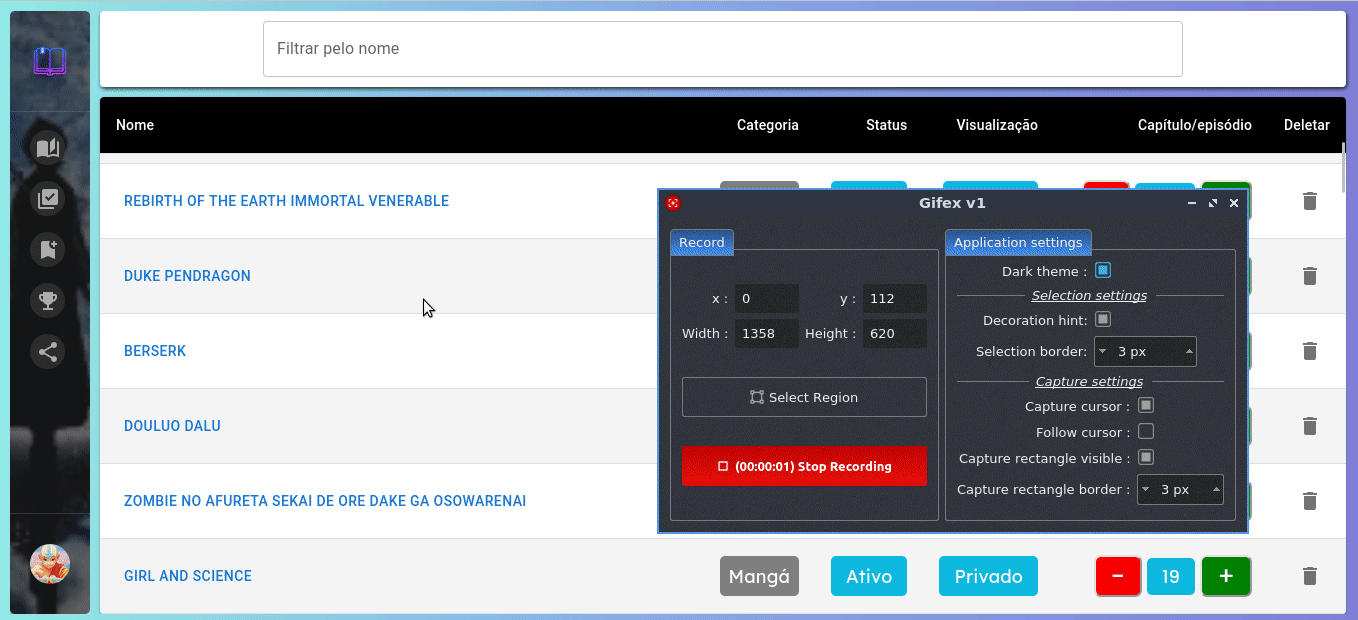 Filtrar pelo nome
Nome Categoria Status Visualização Capítulo/episódio Deletar
REBIRTH OF THE EARTH IMMORTAL VENERABLE
DUKE PENDRAGON
BERSERK
DOULUO DALU
ZOMBIE NO AFURETA SEKAI DE ORE DAKE GA OSOWARENAI
GIRL AND SCIENCE Mangá Ativo Privado − 19 +
Gifex v1
Record
x : 0 y : 112
Width : 1358 Height : 620
Select Region
(00:00:01) Stop Recording
Application settings
Dark theme :
Selection settings
Decoration hint:
Selection border: 3 px
Capture settings
Capture cursor :
Follow cursor :
Capture rectangle visible :
Capture rectangle border : 3 px